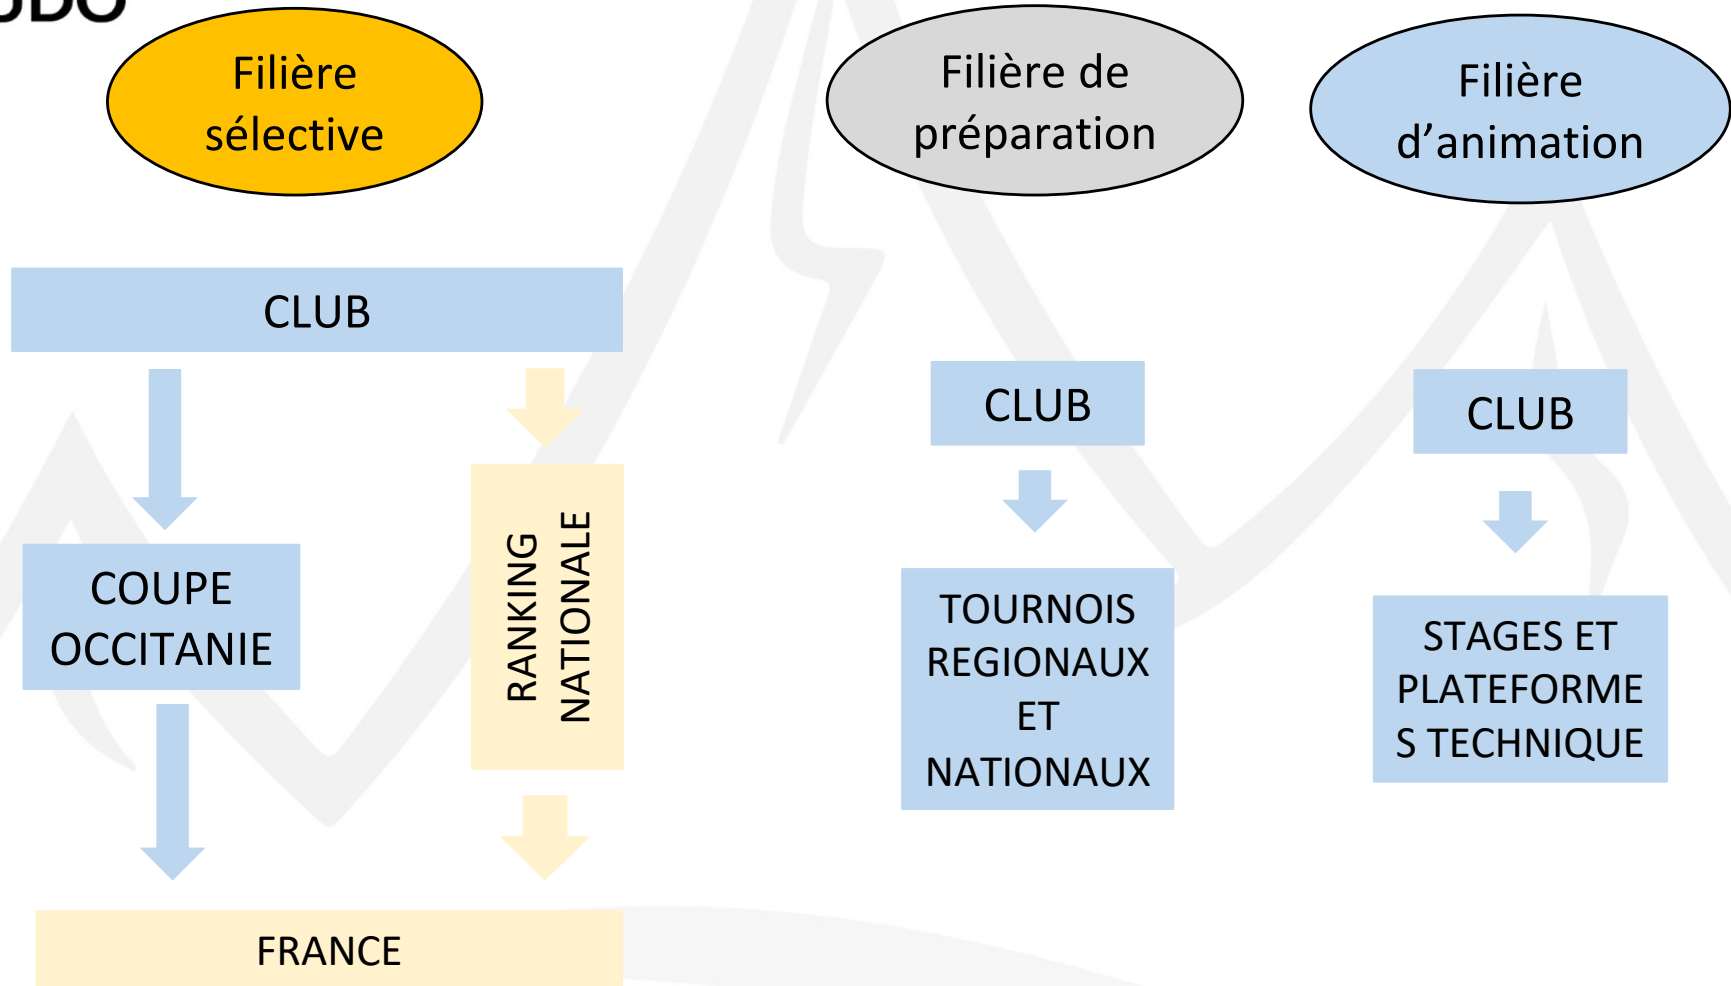 Filière
sélective
Filière de
préparation
Filière
d’animation
CLUB
COUPE
OCCITANIE
RANKING
NATIONALE
FRANCE
CLUB
TOURNOIS
REGIONAUX
ET
NATIONAUX
CLUB
STAGES ET
PLATEFORME
S TECHNIQUE